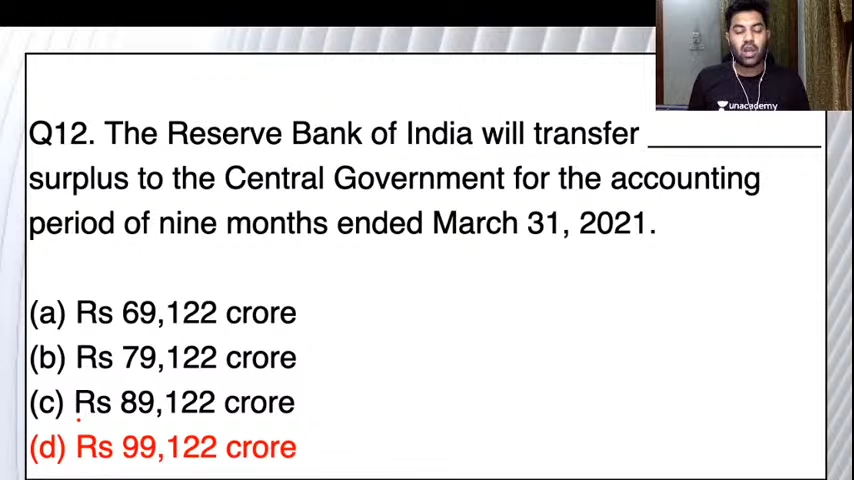 unacademy
Q12. The Reserve Bank of India will transfer ___________
surplus to the Central Government for the accounting
period of nine months ended March 31, 2021.
(a) Rs 69,122 crore
(b) Rs 79,122 crore
(c) Rs 89,122 crore
(d) Rs 99,122 crore